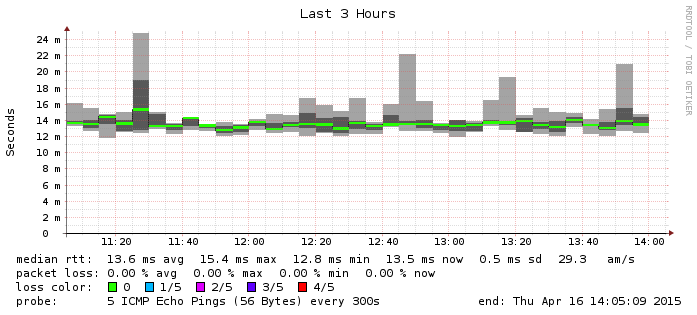 Last 3 Hours
RRDTOOL / TOBI OETIKER
Seconds
24 m
22 m
20 m
18 m
16 m
14 m
12 m
10 m
8 m
6 m
4 m
2 m
0
11:20 11:40 12:00 12:20 12:40 13:00 13:20 13:40 14:00
median rtt: 13.6 ms avg 15.4 ms max 12.8 ms min 13.5 ms now 0.5 ms sd 29.3 am/s
packet loss: 0.00 % avg 0.00 % max 0.00 % min 0.00 % now
loss color: 0 1/5 2/5 3/5 4/5
probe: 5 ICMP Echo Pings (56 Bytes) every 300s end: Thu Apr 16 14:05:09 2015